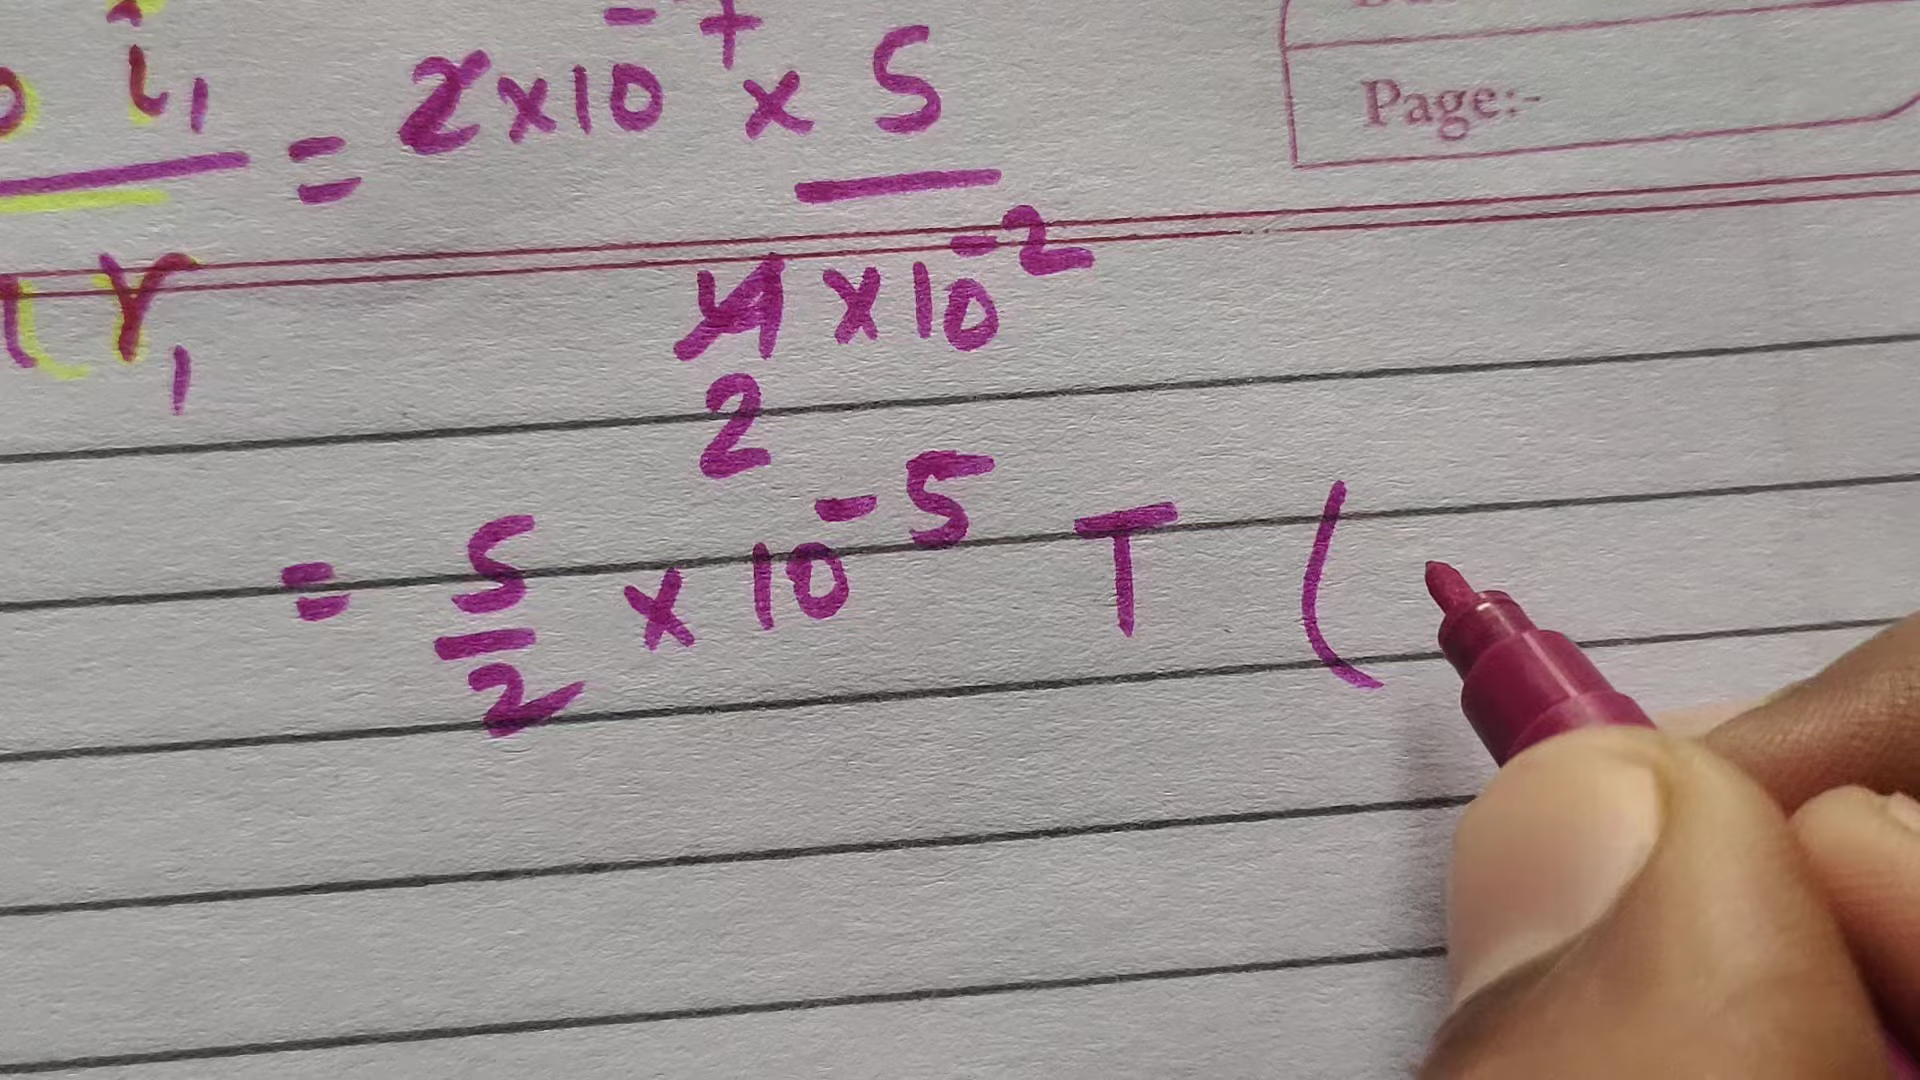 i₁ = 2×10⁻⁷ × 5
Page:-
r₁ 4 ×10⁻²
2
= 5/2 × 10⁻⁵ T (